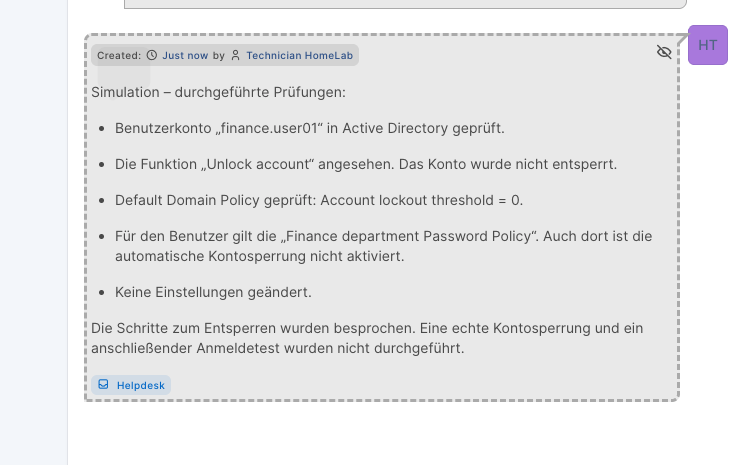 HT
Created: Just now by Technician HomeLab
Simulation – durchgeführte Prüfungen:
• Benutzerkonto „finance.user01“ in Active Directory geprüft.
• Die Funktion „Unlock account“ angesehen. Das Konto wurde nicht entsperrt.
• Default Domain Policy geprüft: Account lockout threshold = 0.
• Für den Benutzer gilt die „Finance department Password Policy“. Auch dort ist die
automatische Kontosperrung nicht aktiviert.
• Keine Einstellungen geändert.
Die Schritte zum Entsperren wurden besprochen. Eine echte Kontosperrung und ein
anschließender Anmeldetest wurden nicht durchgeführt.
Helpdesk